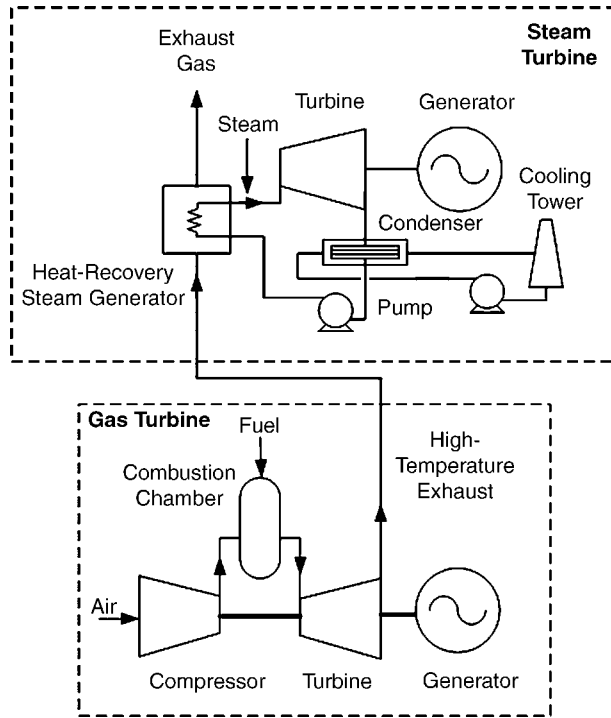 Steam
Turbine
Exhaust
Gas
Turbine
Generator
Steam
Cooling
Tower
Condenser
Heat-Recovery
Steam Generator
Pump
Gas Turbine
Fuel
High-
Temperature
Exhaust
Combustion
Chamber
Air
Compressor
Turbine
Generator